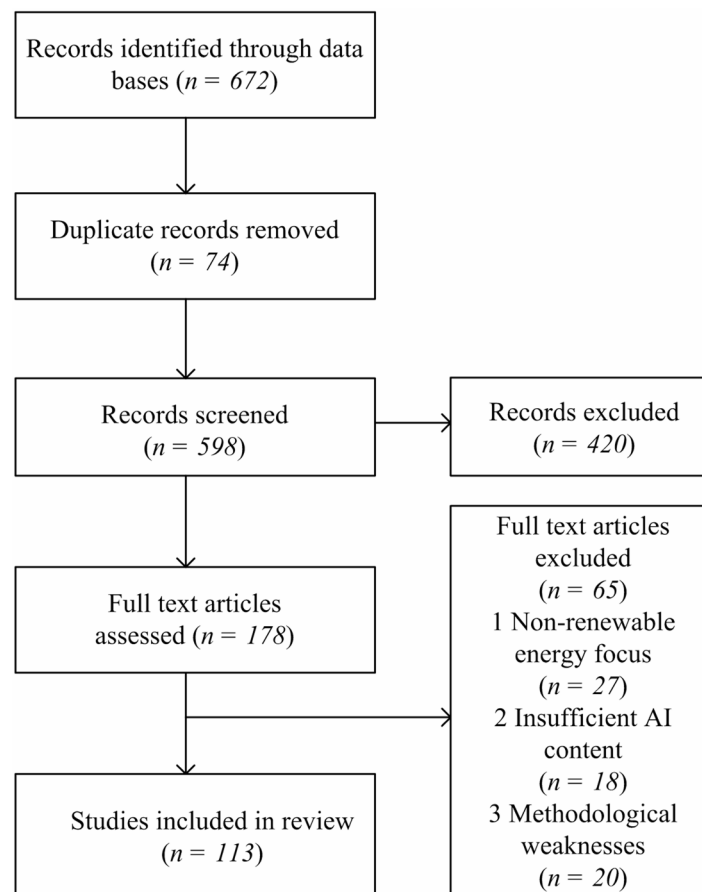 Records identified through data
bases (n = 672)
Duplicate records removed
(n = 74)
Records screened
(n = 598)
Records excluded
(n = 420)
Full text articles
assessed (n = 178)
Full text articles
excluded
(n = 65)
1 Non-renewable
energy focus
(n = 27)
2 Insufficient AI
content
(n = 18)
3 Methodological
weaknesses
(n = 20)
Studies included in review
(n = 113)